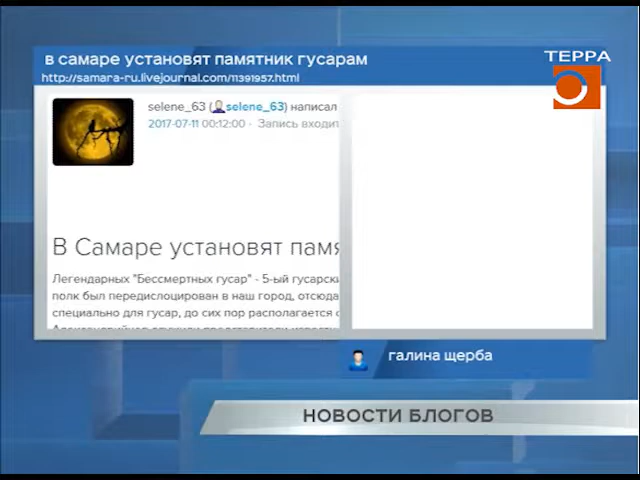 в самаре установят памятник гусарам
http://samara-ru.livejournal.com/11391957.html
ТЕРРА
selene_63 (selene_63) написал
2017-07-11 00:12:00 - Запись входит
В Самаре установят памя
Легендарных "Бессмертных гусар" - 5-ый гусарски
полк был передислоцирован в наш город, отсюда
специально для гусар, до сих пор располагается с
галина щерба
НОВОСТИ БЛОГОВ